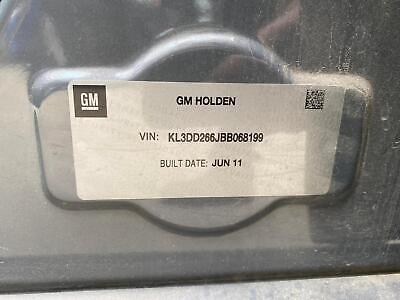 GM
GM HOLDEN
VIN: KL3DD266JBB068199
BUILT DATE: JUN 11